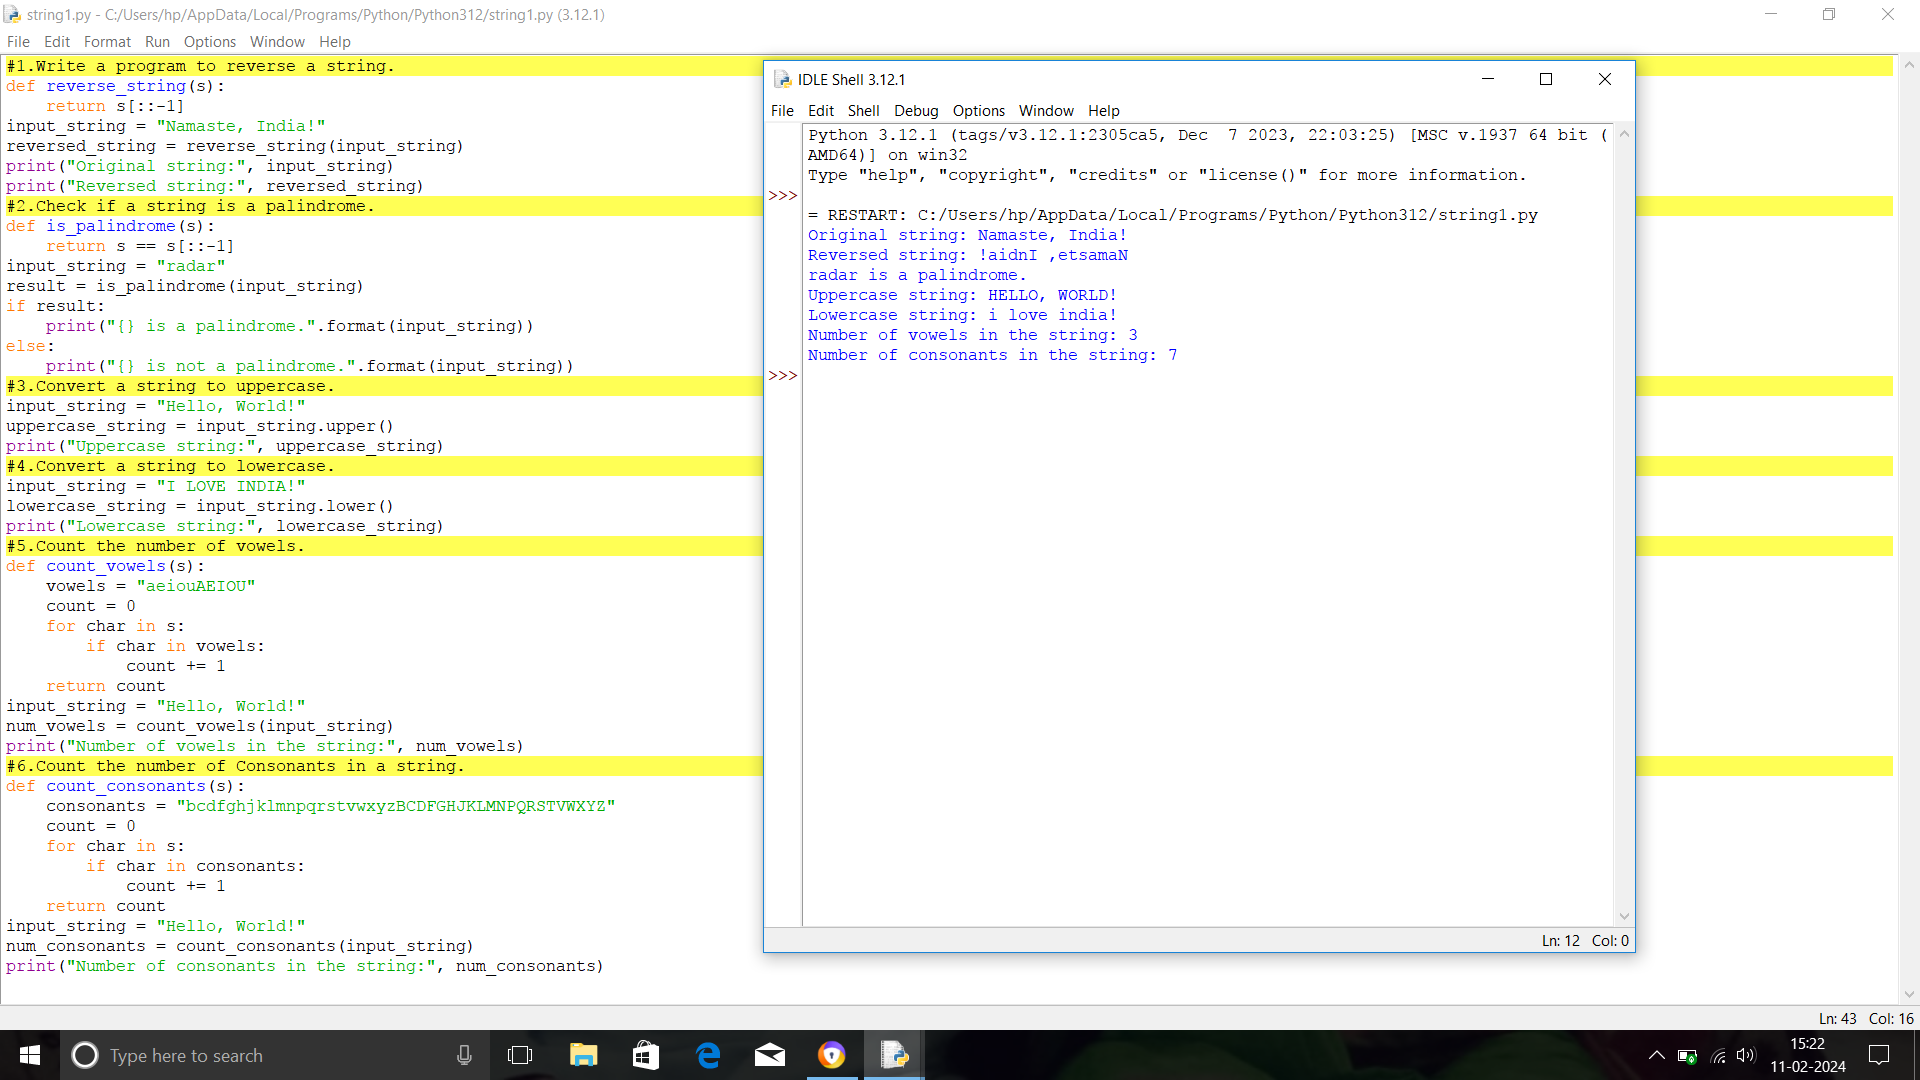 string1.py - C:/Users/hp/AppData/Local/Programs/Python/Python312/string1.py (3.12.1)
File Edit Format Run Options Window Help
#1.Write a program to reverse a string.
def reverse_string(s):
    return s[::-1]
input_string = "Namaste, India!"
reversed_string = reverse_string(input_string)
print("Original string:", input_string)
print("Reversed string:", reversed_string)
#2.Check if a string is a palindrome.
def is_palindrome(s):
    return s == s[::-1]
input_string = "radar"
result = is_palindrome(input_string)
if result:
    print("{} is a palindrome.".format(input_string))
else:
    print("{} is not a palindrome.".format(input_string))
#3.Convert a string to uppercase.
input_string = "Hello, World!"
uppercase_string = input_string.upper()
print("Uppercase string:", uppercase_string)
#4.Convert a string to lowercase.
input_string = "I LOVE INDIA!"
lowercase_string = input_string.lower()
print("Lowercase string:", lowercase_string)
#5.Count the number of vowels.
def count_vowels(s):
    vowels = "aeiouAEIOU"
    count = 0
    for char in s:
        if char in vowels:
            count += 1
    return count
input_string = "Hello, World!"
num_vowels = count_vowels(input_string)
print("Number of vowels in the string:", num_vowels)
#6.Count the number of Consonants in a string.
def count_consonants(s):
    consonants = "bcdfghjklmnpqrstvwxyzBCDFGHJKLMNPQRSTVWXYZ"
    count = 0
    for char in s:
        if char in consonants:
            count += 1
    return count
input_string = "Hello, World!"
num_consonants = count_consonants(input_string)
print("Number of consonants in the string:", num_consonants)
IDLE Shell 3.12.1
File Edit Shell Debug Options Window Help
Python 3.12.1 (tags/v3.12.1:2305ca5, Dec  7 2023, 22:03:25) [MSC v.1937 64 bit (
AMD64)] on win32
Type "help", "copyright", "credits" or "license()" for more information.
>>>
= RESTART: C:/Users/hp/AppData/Local/Programs/Python/Python312/string1.py
Original string: Namaste, India!
Reversed string: !aidnI ,etsamaN
radar is a palindrome.
Uppercase string: HELLO, WORLD!
Lowercase string: i love india!
Number of vowels in the string: 3
Number of consonants in the string: 7
>>>
Ln: 12 Col: 0
Ln: 43 Col: 16
Type here to search
15:22
11-02-2024